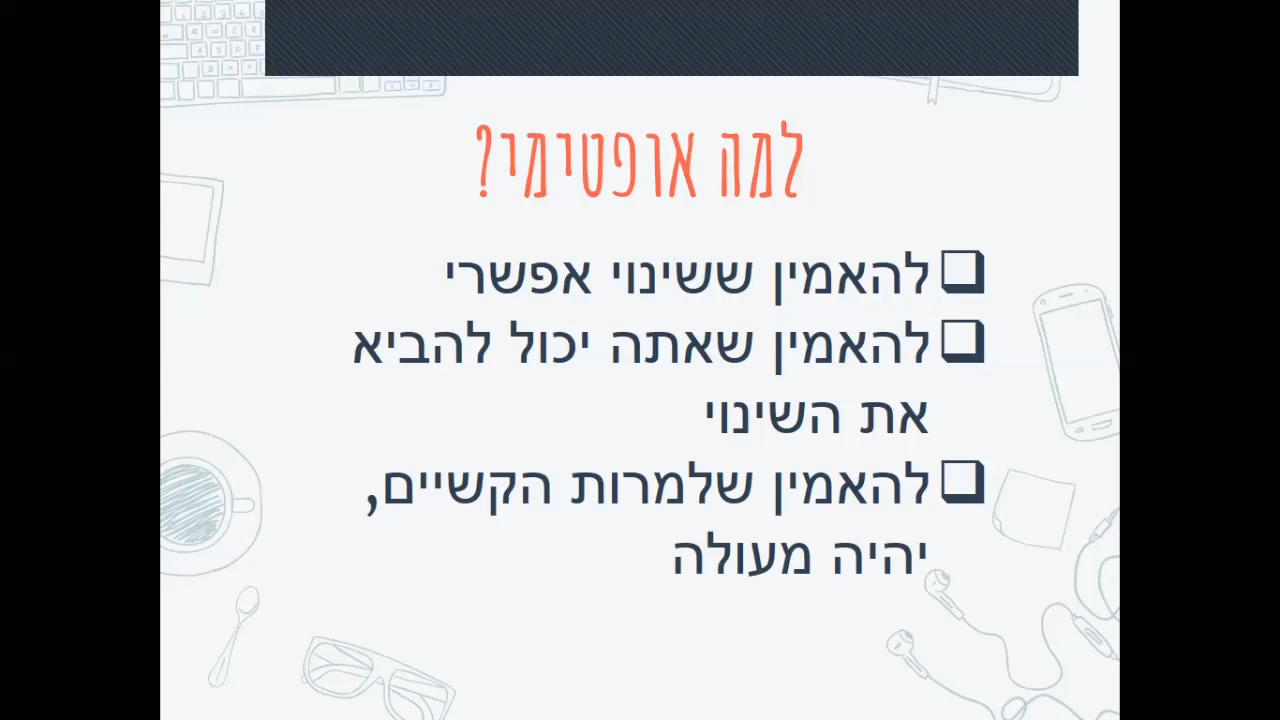 למה אופטימי?
❑להאמין ששינוי אפשרי
❑להאמין שאתה יכול להביא
את השינוי
❑להאמין שלמרות הקשיים,
יהיה מעולה